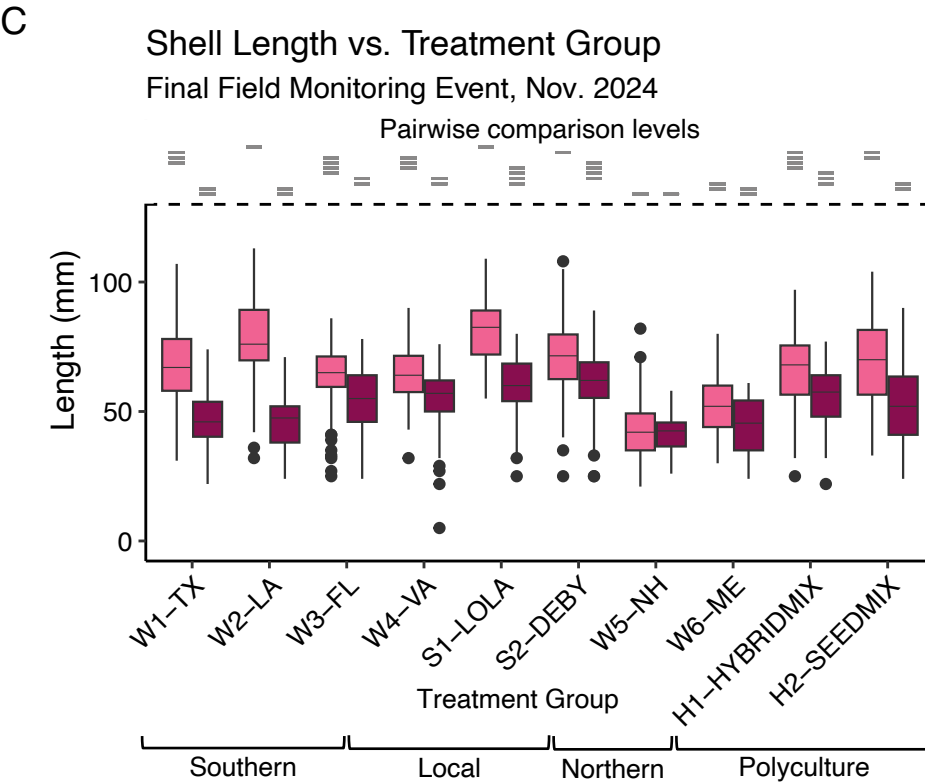 C
Shell Length vs. Treatment Group
Final Field Monitoring Event, Nov. 2024
Pairwise comparison levels
Length (mm)
100
50
0
W1−TX
W2−LA
W3−FL
W4−VA
S1−LOLA
S2−DEBY
W5−NH
W6−ME
H1−HYBRIDMIX
H2−SEEDMIX
Treatment Group
Southern
Local
Northern
Polyculture